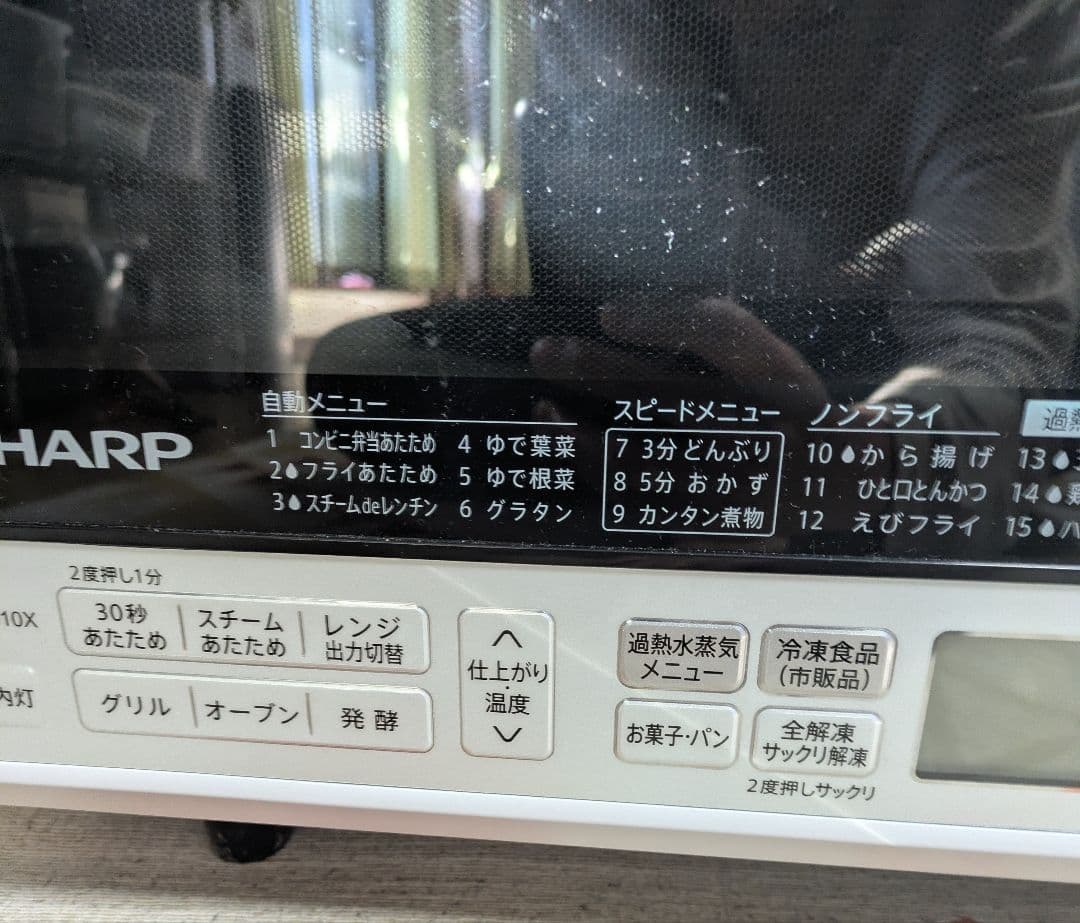 HARP
自動メニュー
1 コンビニ弁当あたため 4 ゆで葉菜
2 フライあたため 5 ゆで根菜
3 スチームdeレンチン 6 グラタン
スピードメニュー
7 3分どんぶり
8 5分 おかず
9 カンタン煮物
ノンフライ
10 から揚げ
11 ひと口とんかつ
12 えびフライ
過
13
14 鶏
15 ハ
10X
内灯
2度押し1分
30秒あたため
スチームあたため
レンジ出力切替
グリル
オーブン
発酵
仕上がり・温度
過熱水蒸気
メニュー
冷凍食品
(市販品)
お菓子・パン
全解凍
サックリ解凍
2度押しサックリ